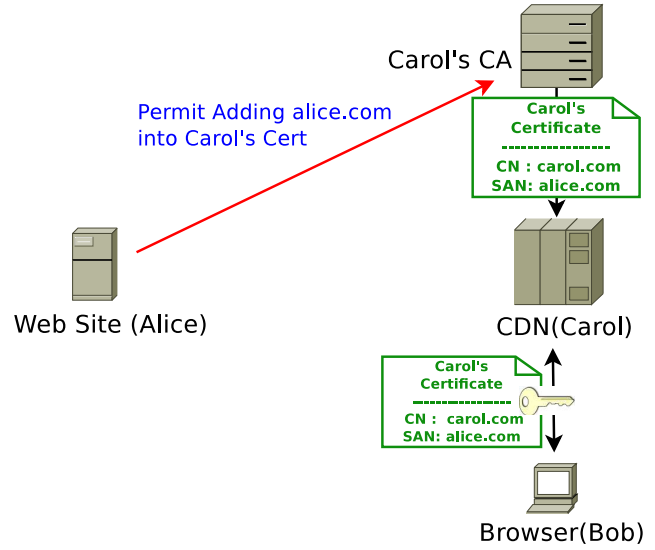 Carol's CA
Permit Adding alice.com
into Carol's Cert
Carol's
Certificate
-----------------
CN : carol.com
SAN: alice.com
Web Site (Alice)
CDN(Carol)
Carol's
Certificate
-----------------
CN :  carol.com
SAN: alice.com
Browser(Bob)